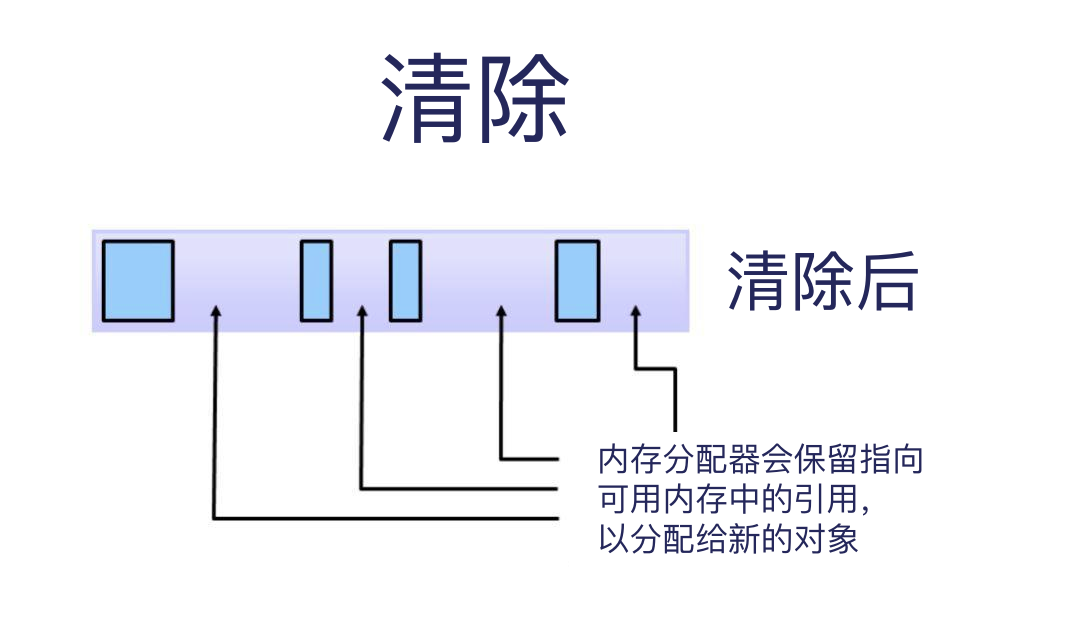 清除
清除后
内存分配器会保留指向
可用内存中的引用，
以分配给新的对象